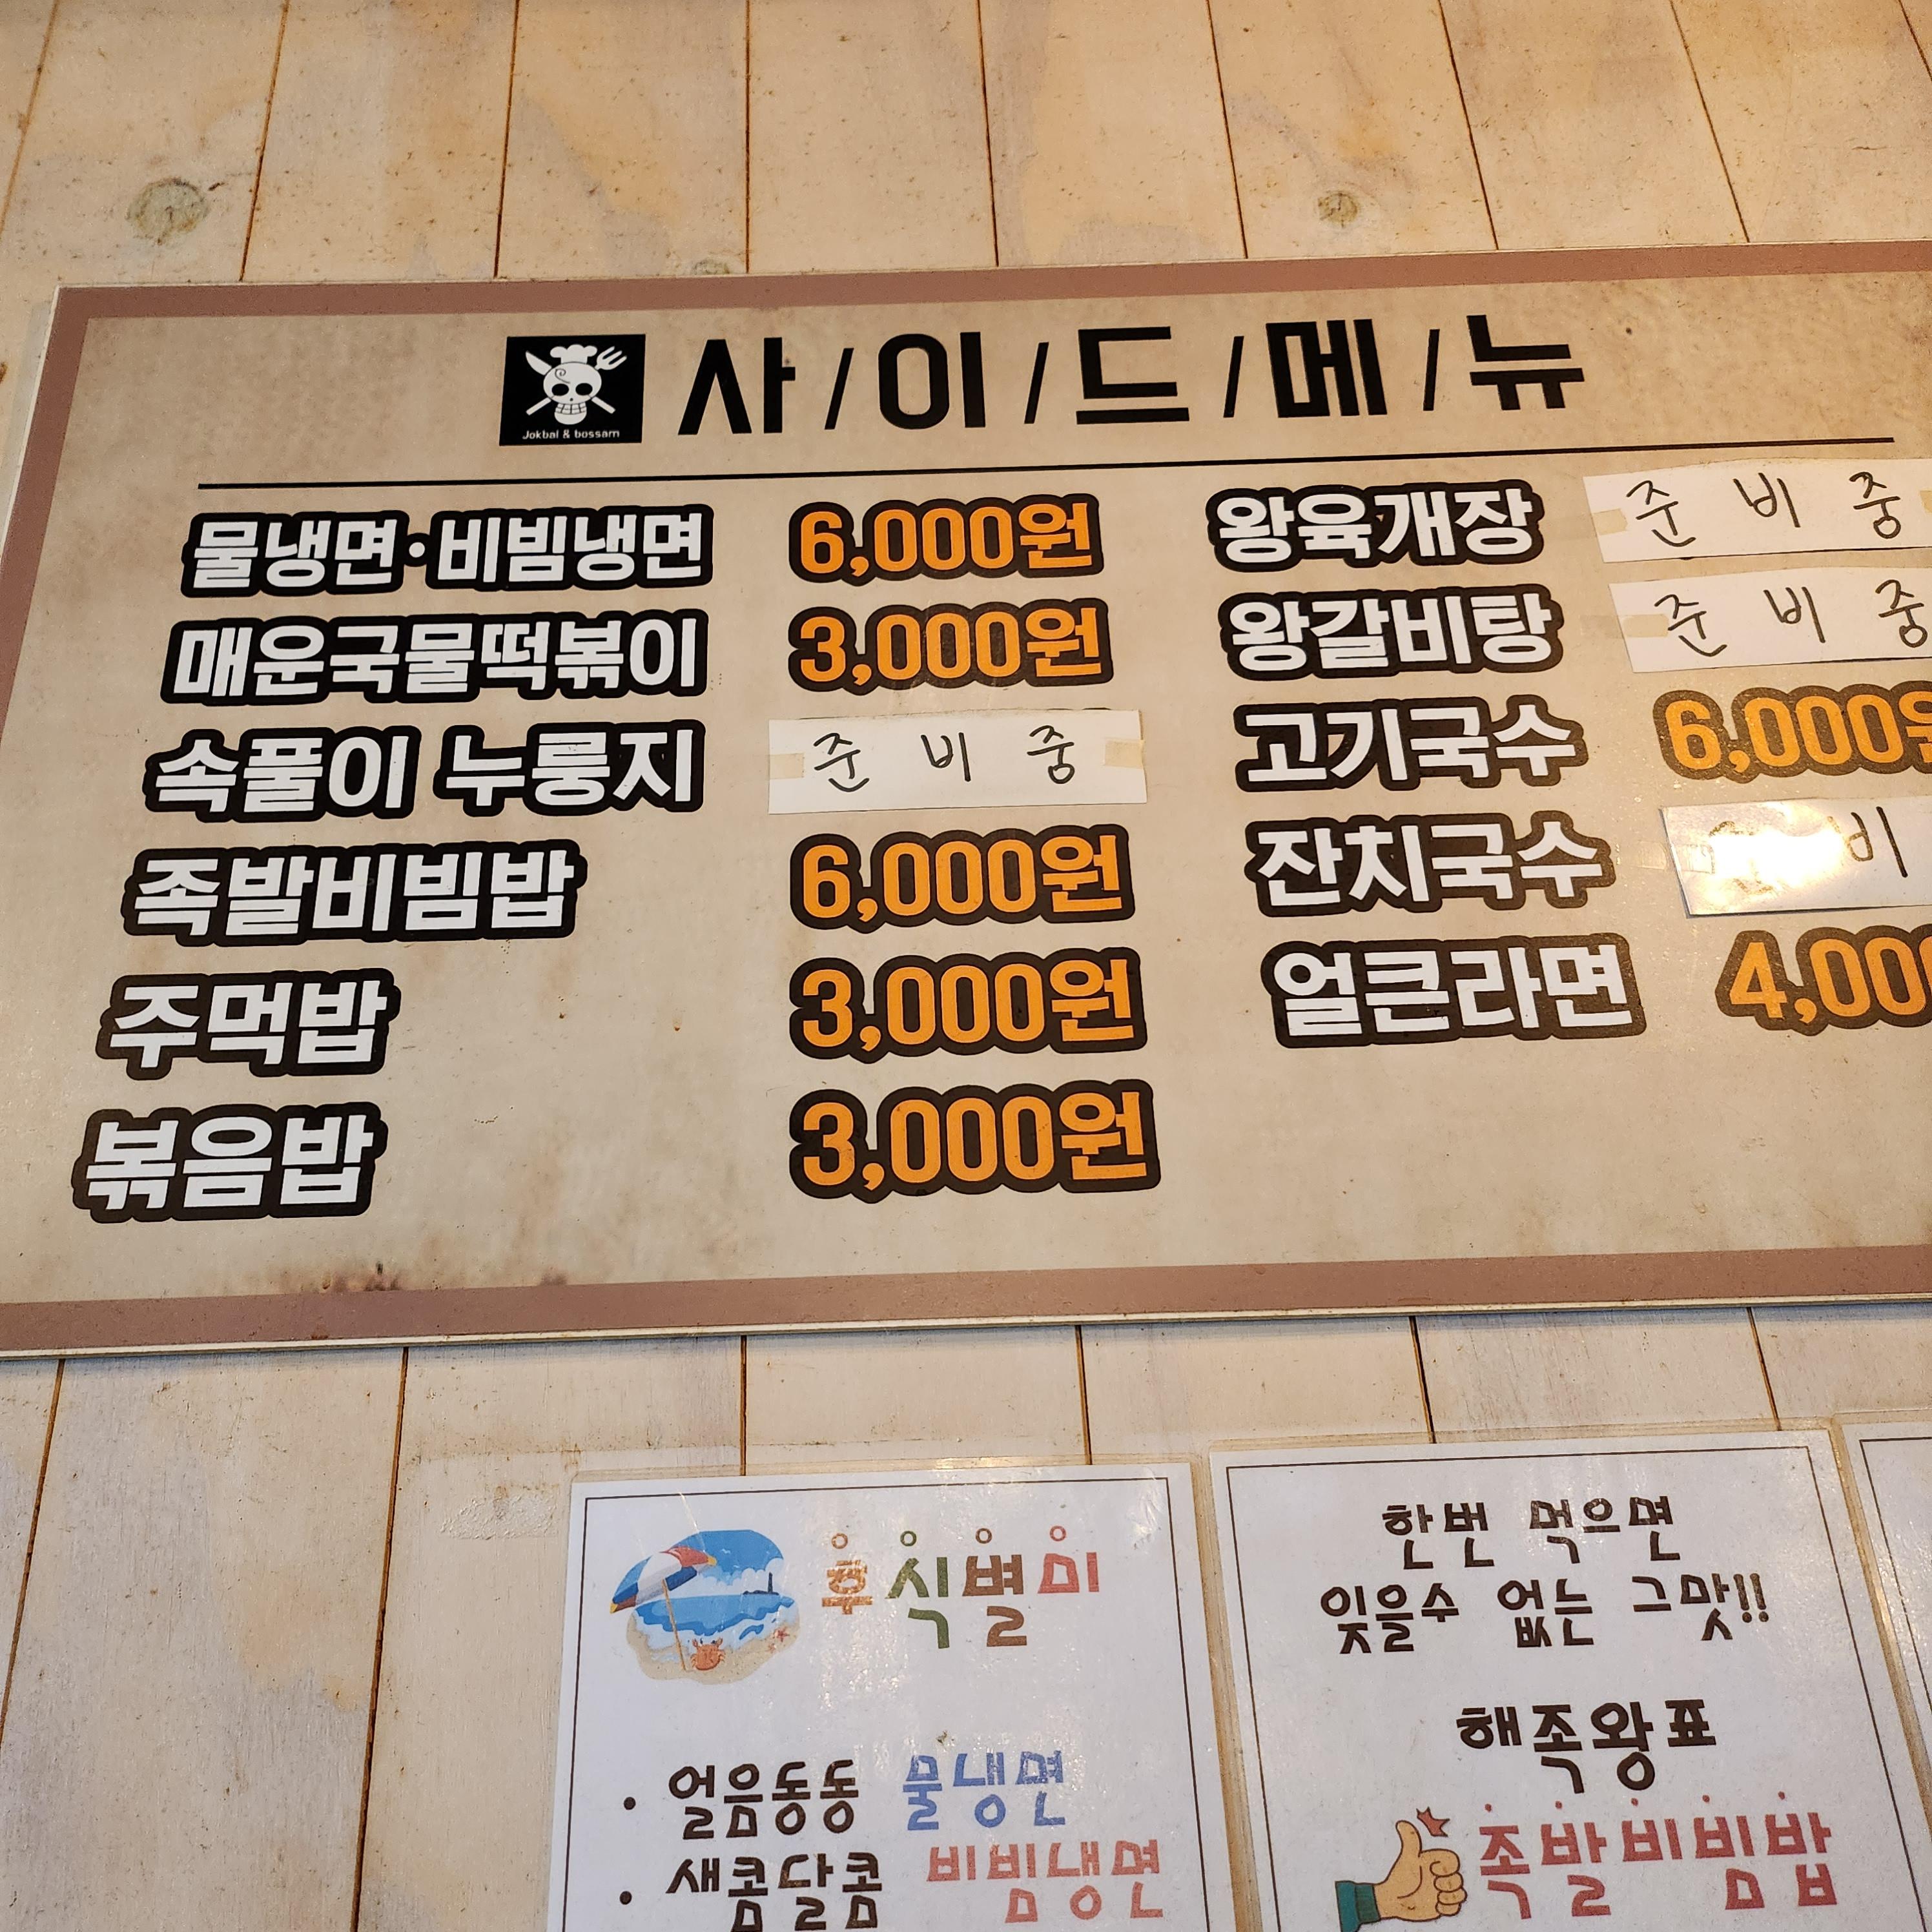 사/이/드/메/뉴
Jokbal & bossam
물냉면·비빔냉면 6,000원
매운국물떡볶이 3,000원
속풀이 누룽지 준 비 중
족발비빔밥 6,000원
주먹밥 3,000원
볶음밥 3,000원
왕육개장 준 비 중
왕갈비탕 준 비 중
고기국수 6,000원
잔치국수 비
얼큰라면 4,00
후식별미
• 얼음동동 물냉면
• 새콤달콤 비빔냉면
한번 먹으면
잊을수 없는 그맛!!
해족왕표
족발비빔밥